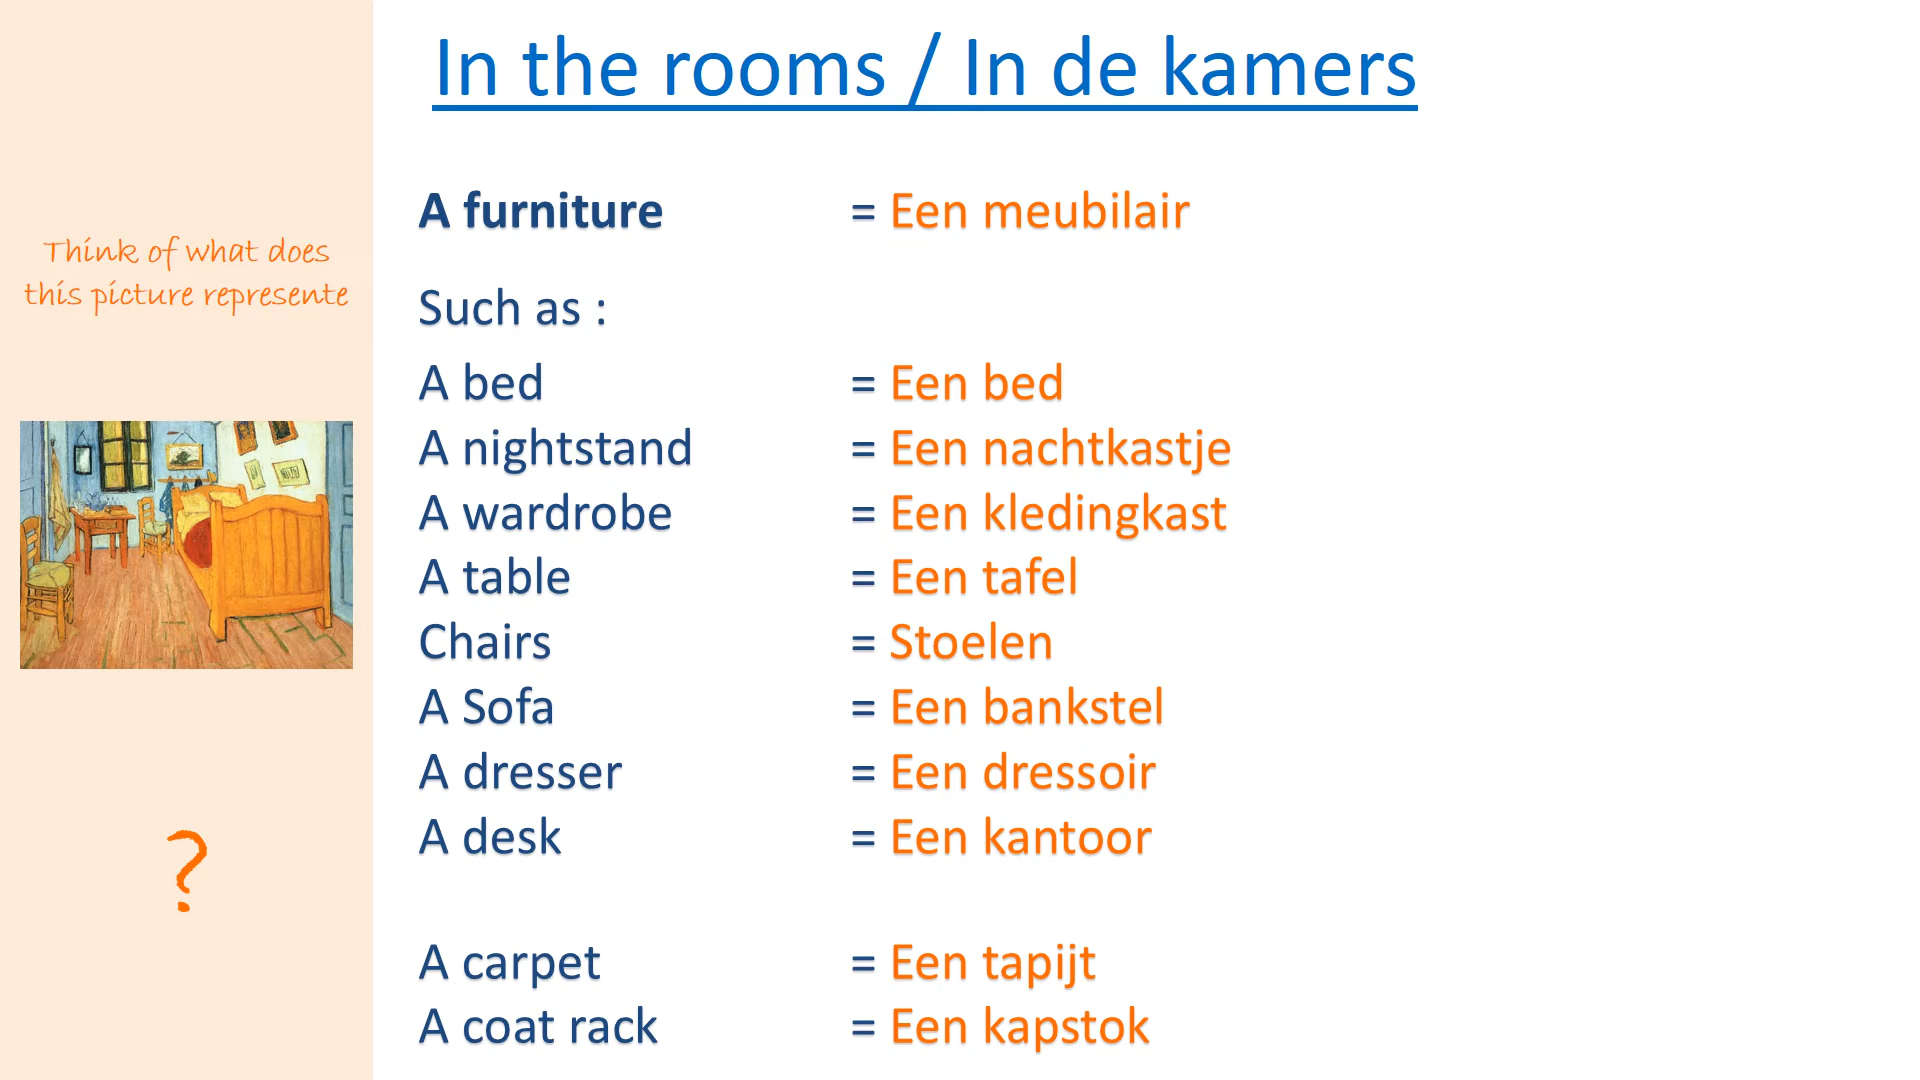 In the rooms / In de kamers
Think of what does
this picture represente
?
A furniture = Een meubilair
Such as :
A bed = Een bed
A nightstand = Een nachtkastje
A wardrobe = Een kledingkast
A table = Een tafel
Chairs = Stoelen
A Sofa = Een bankstel
A dresser = Een dressoir
A desk = Een kantoor
A carpet = Een tapijt
A coat rack = Een kapstok